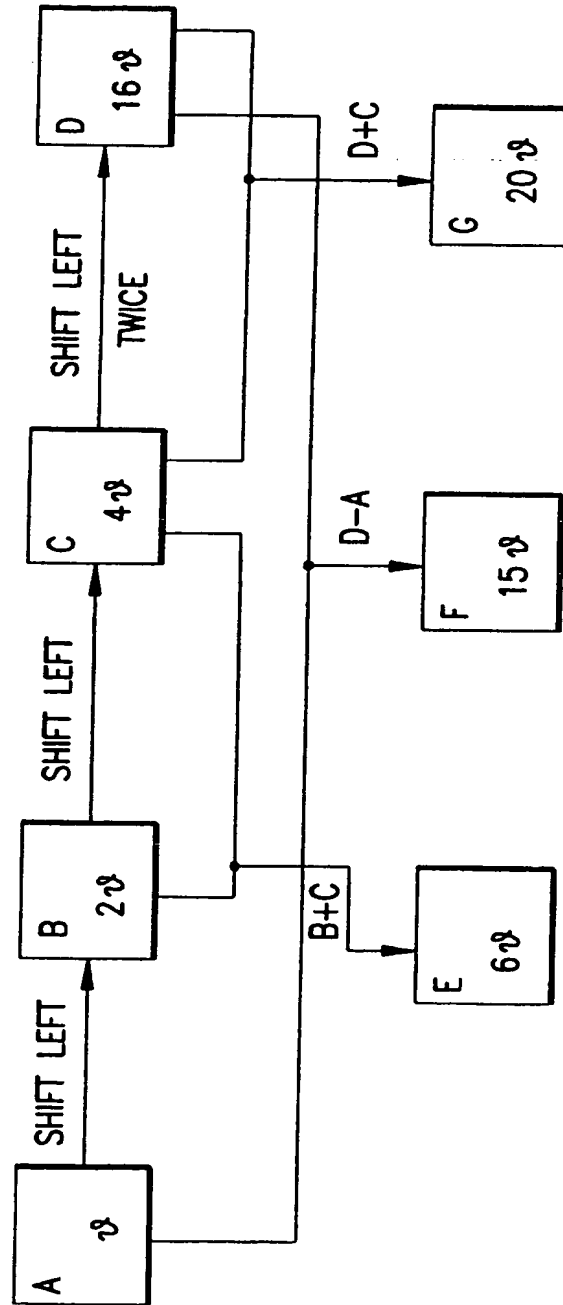 A
ϑ
SHIFT LEFT
B
2ϑ
SHIFT LEFT
C
4ϑ
SHIFT LEFT
TWICE
D
16ϑ
B+C
D–A
D+C
E
6ϑ
F
15ϑ
G
20ϑ